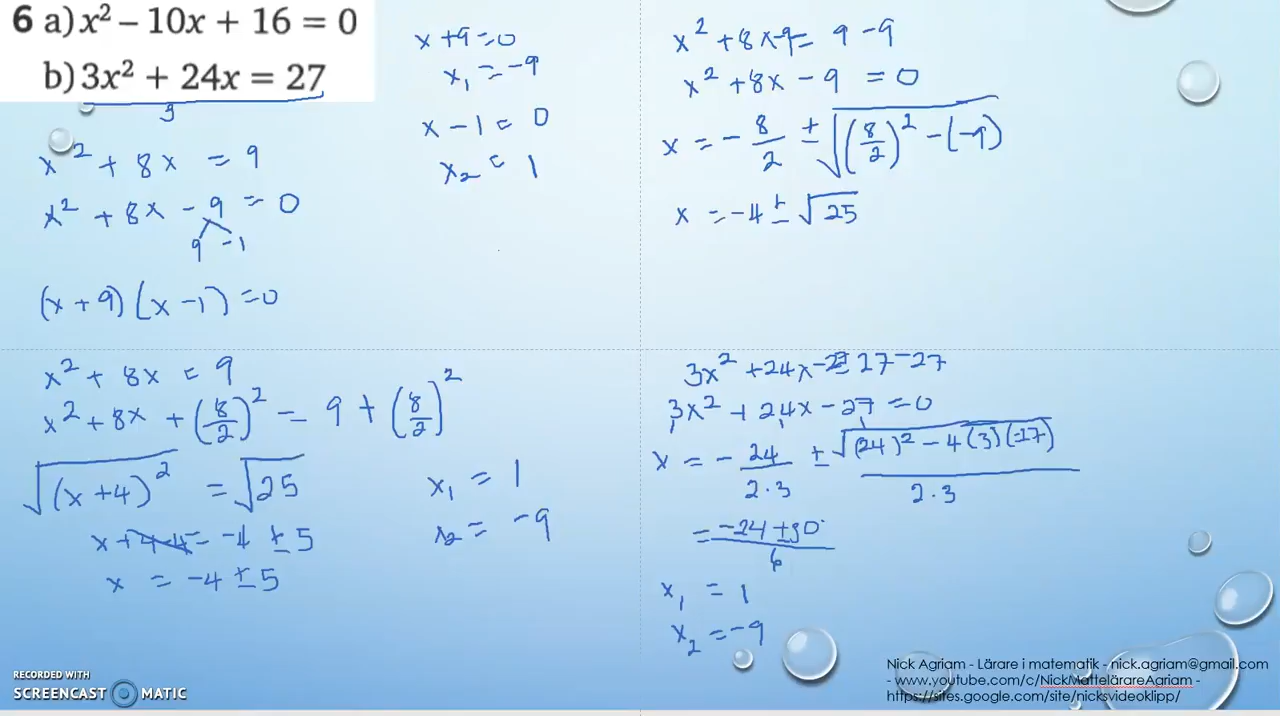 6 a) x² − 10x + 16 = 0
b) 3x² + 24x = 27
3
x² + 8x = 9
x² + 8x - 9 = 0
9 -1
(x + 9)(x - 1) = 0
x + 9 = 0
x₁ = -9
x - 1 = 0
x₂ = 1
x² + 8x - 9 = 9 - 9
x² + 8x - 9 = 0
x = - 8/2 ± √((8/2)² - (-9))
x = -4 ± √25
x² + 8x = 9
x² + 8x + (8/2)² = 9 + (8/2)²
√(x + 4)² = √25
x + 4 - 4 = -4 ± 5
x = -4 ± 5
x₁ = 1
x₂ = -9
3x² + 24x - 27 = 27 - 27
3x² + 24x - 27 = 0
x = - 24/2·3 ± √((24)² - 4(3)(-27))/2·3
= -24 ± 30/6
x₁ = 1
x₂ = -9
RECORDED WITH
SCREENCAST MATIC
Nick Agriam - Lärare i matematik - nick.agriam@gmail.com
- www.youtube.com/c/NickMattelärareAgriam -
https://sites.google.com/site/nicksvideoklipp/